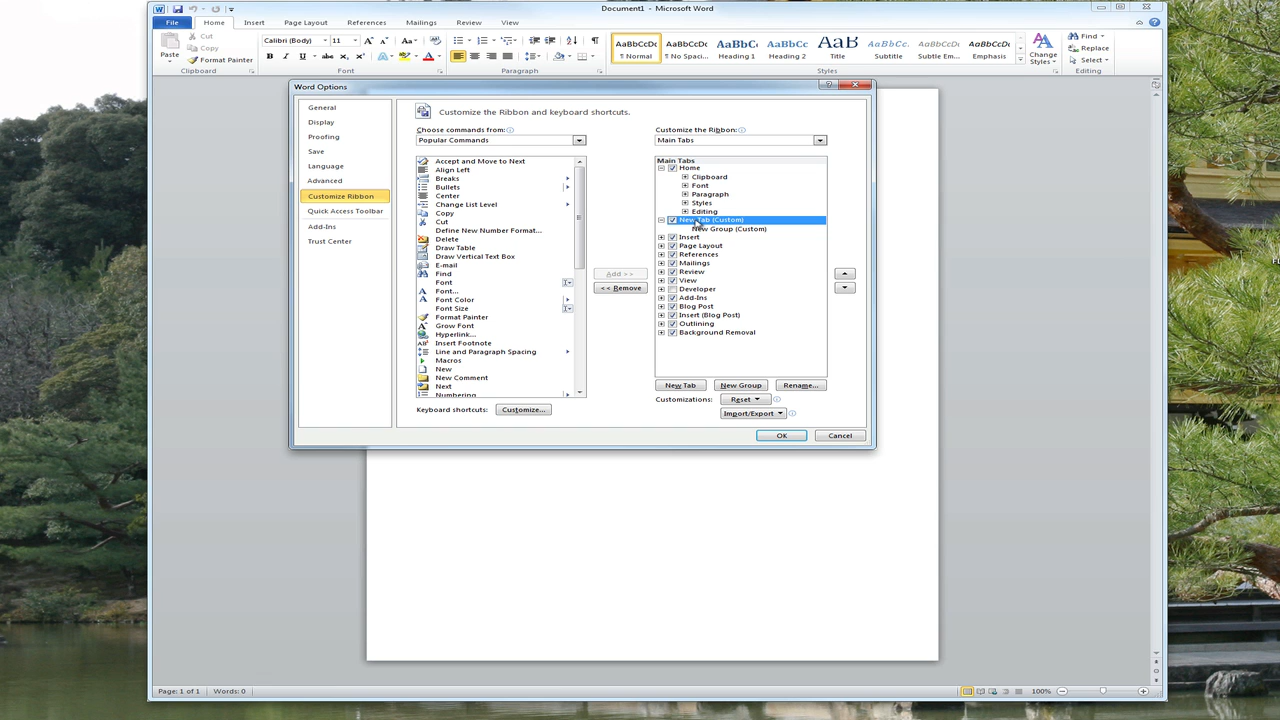 Document1 - Microsoft Word
File Home Insert Page Layout References Mailings Review View
Paste
Cut
Copy
Format Painter
Clipboard
Calibri (Body) 11
Font
Paragraph
AaBbCcDc AaBbCcDc AaBbC AaBbCc AaB AaBbCc. AaBbCcDc AaBbCcDc
¶ Normal ¶ No Spaci... Heading 1 Heading 2 Title Subtitle Subtle Em... Emphasis
Change Styles
Styles
Find
Replace
Select
Editing
Word Options
General
Display
Proofing
Save
Language
Advanced
Customize Ribbon
Quick Access Toolbar
Add-Ins
Trust Center
Customize the Ribbon and keyboard shortcuts.
Choose commands from:
Popular Commands
Accept and Move to Next
Align Left
Breaks
Bullets
Center
Change List Level
Copy
Cut
Define New Number Format...
Delete
Draw Table
Draw Vertical Text Box
E-mail
Find
Font
Font...
Font Color
Font Size
Format Painter
Grow Font
Hyperlink...
Insert Footnote
Line and Paragraph Spacing
Macros
New
New Comment
Next
Numbering
Keyboard shortcuts: Customize...
Add >>
<< Remove
Customize the Ribbon:
Main Tabs
Main Tabs
Home
Clipboard
Font
Paragraph
Styles
Editing
New Tab (Custom)
New Group (Custom)
Insert
Page Layout
References
Mailings
Review
View
Developer
Add-Ins
Blog Post
Insert (Blog Post)
Outlining
Background Removal
New Tab New Group Rename...
Customizations: Reset
Import/Export
OK Cancel
Page: 1 of 1 Words: 0
100%